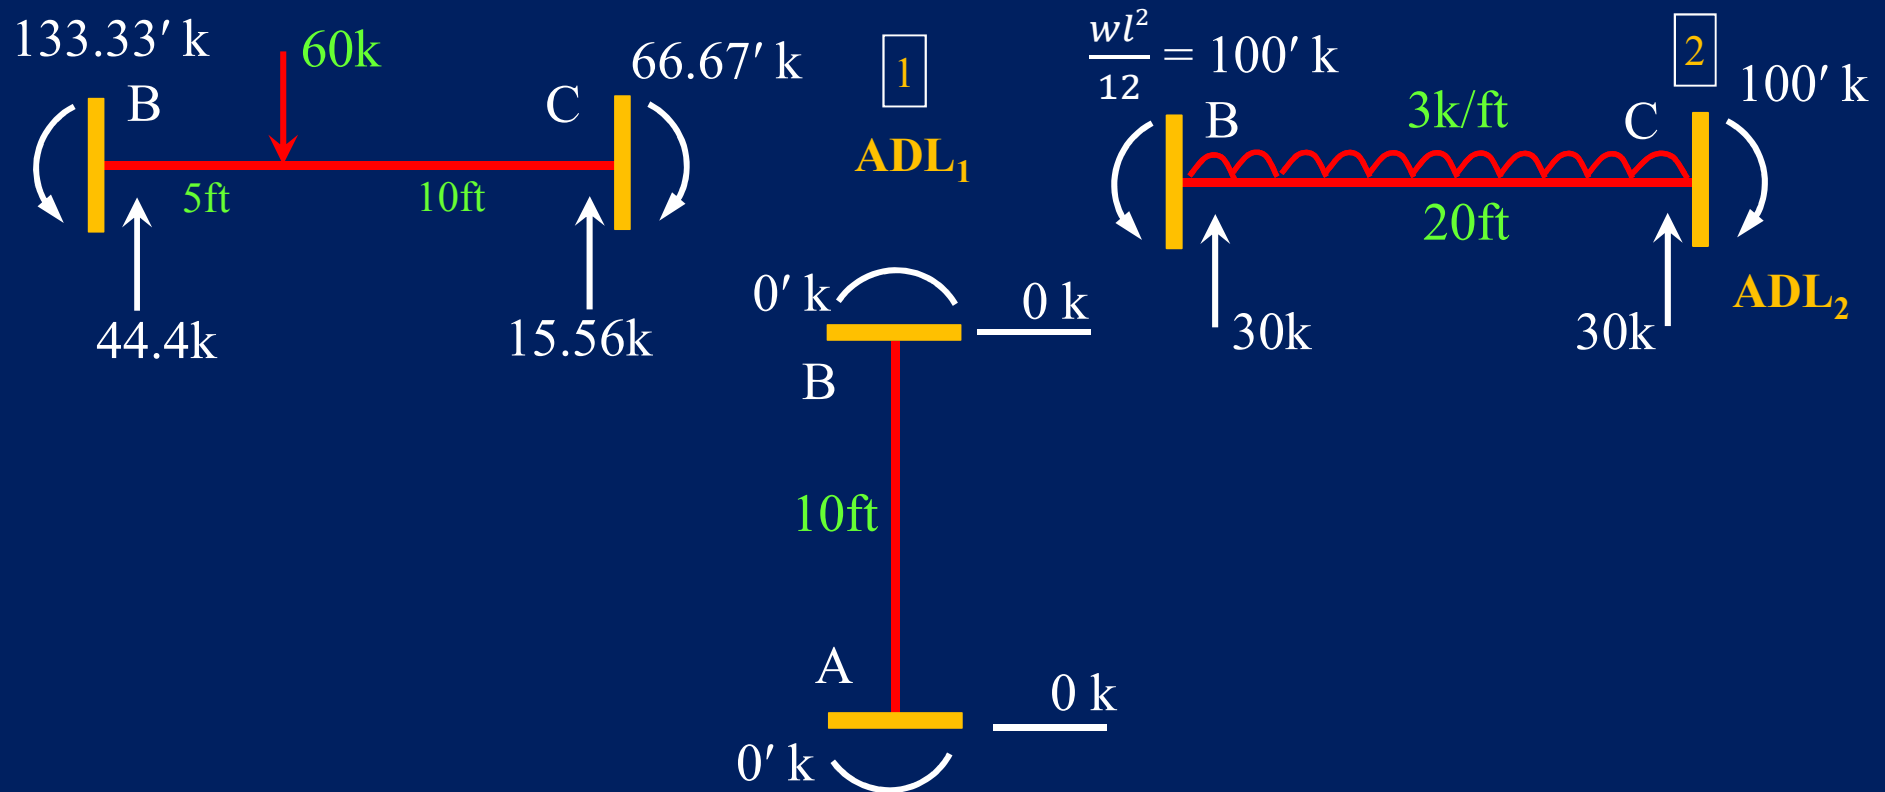 133.33′ k
60k
66.67′ k
1
wl²/12 = 100′ k
2
100′ k
B
C
ADL₁
3k/ft
B
C
5ft
10ft
20ft
44.4k
15.56k
30k
30k
ADL₂
0′ k
0 k
B
10ft
A
0 k
0′ k